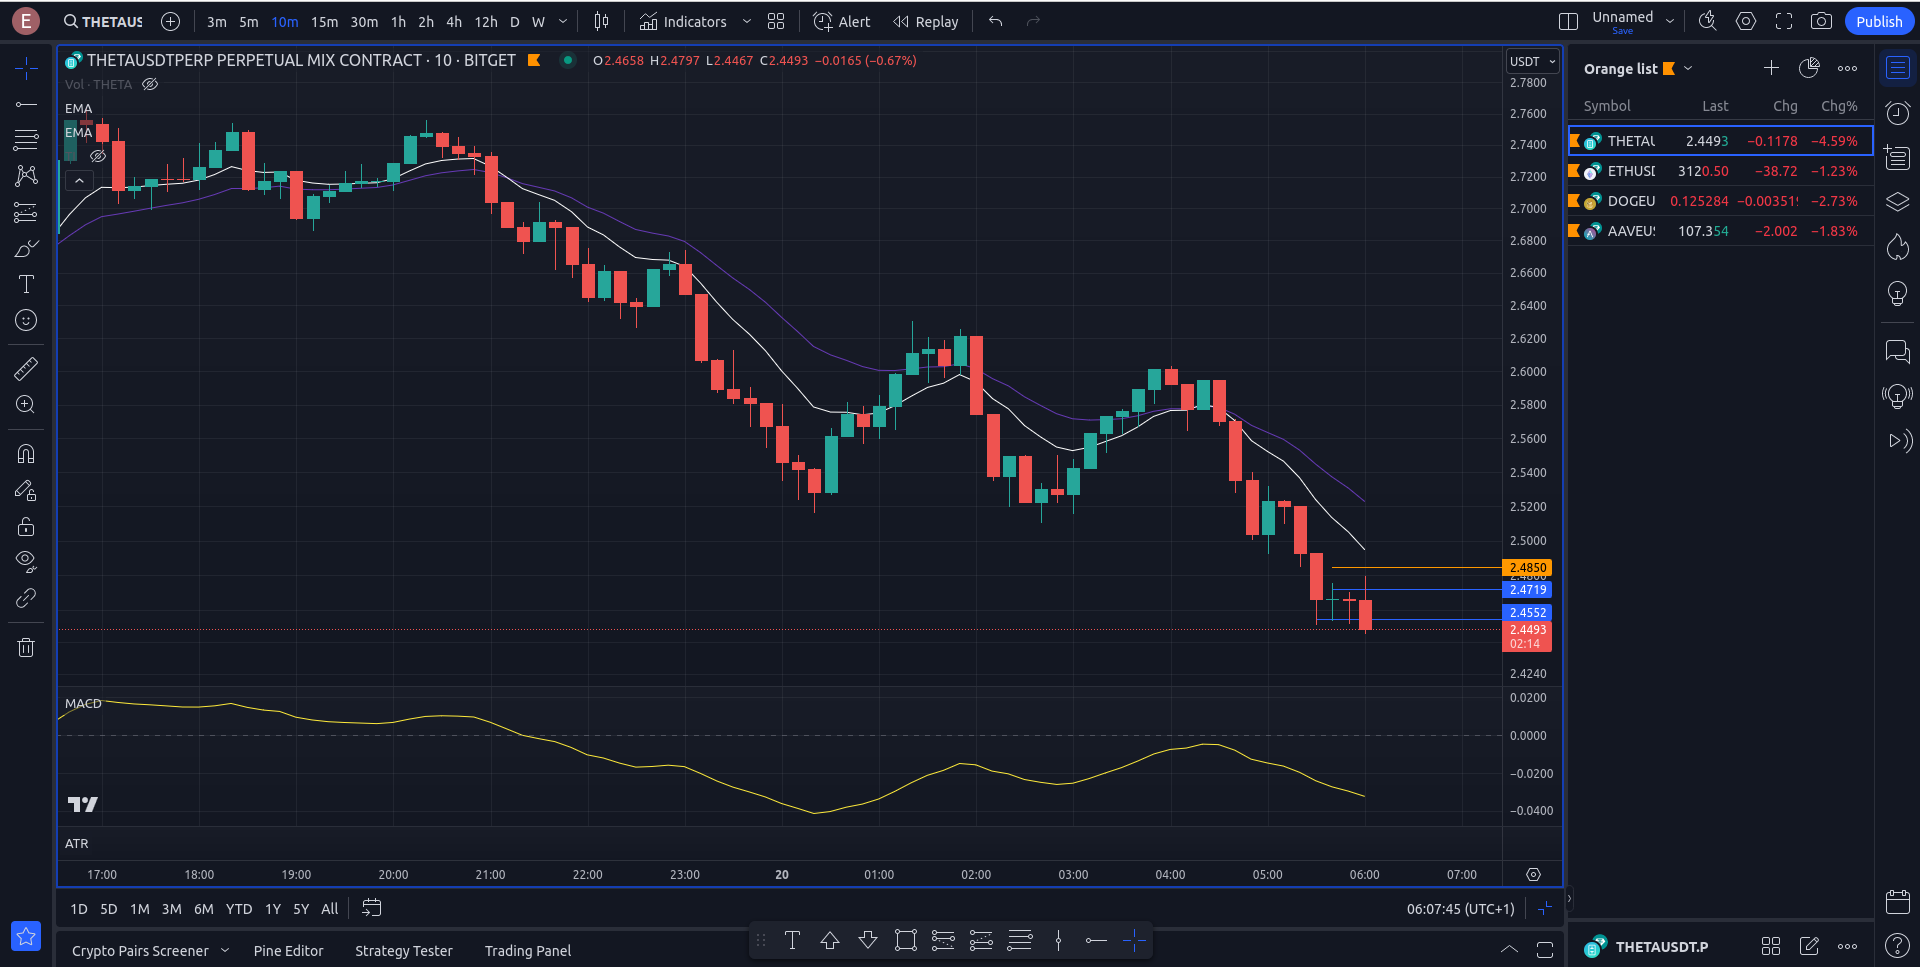 E
THETAUS
3m 5m 10m 15m 30m 1h 2h 4h 12h D W
Indicators
Alert
Replay
Unnamed
Save
Publish
THETAUSDTPERP PERPETUAL MIX CONTRACT · 10 · BITGET
O2.4658 H2.4797 L2.4467 C2.4493 −0.0165 (−0.67%)
Vol · THETA
EMA
EMA
USDT
2.7800
2.7600
2.7400
2.7200
2.7000
2.6800
2.6600
2.6400
2.6200
2.6000
2.5800
2.5600
2.5400
2.5200
2.5000
2.4850
2.4800
2.4719
2.4552
2.4493
02:14
2.4240
MACD
0.0200
0.0000
−0.0200
−0.0400
ATR
17:00 18:00 19:00 20:00 21:00 22:00 23:00 20 01:00 02:00 03:00 04:00 05:00 06:00 07:00
1D 5D 1M 3M 6M YTD 1Y 5Y All
06:07:45 (UTC+1)
Crypto Pairs Screener
Pine Editor
Strategy Tester
Trading Panel
Orange list
Symbol Last Chg Chg%
THETAU 2.4493 −0.1178 −4.59%
ETHUSD 3120.50 −38.72 −1.23%
DOGEU 0.125284 −0.003519 −2.73%
AAVEUS 107.354 −2.002 −1.83%
THETAUSDT.P